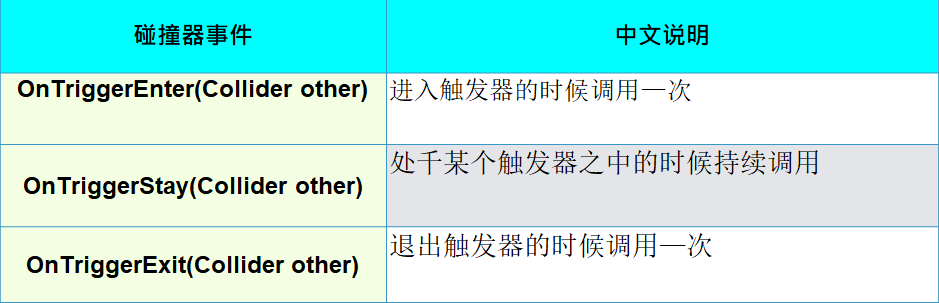 碰撞器事件 中文说明
OnTriggerEnter(Collider other) 进入触发器的时候调用—次
OnTriggerStay(Collider other) 处千某个触发器之中的时候持续调用
OnTriggerExit(Collider other) 退出触发器的时候调用—次